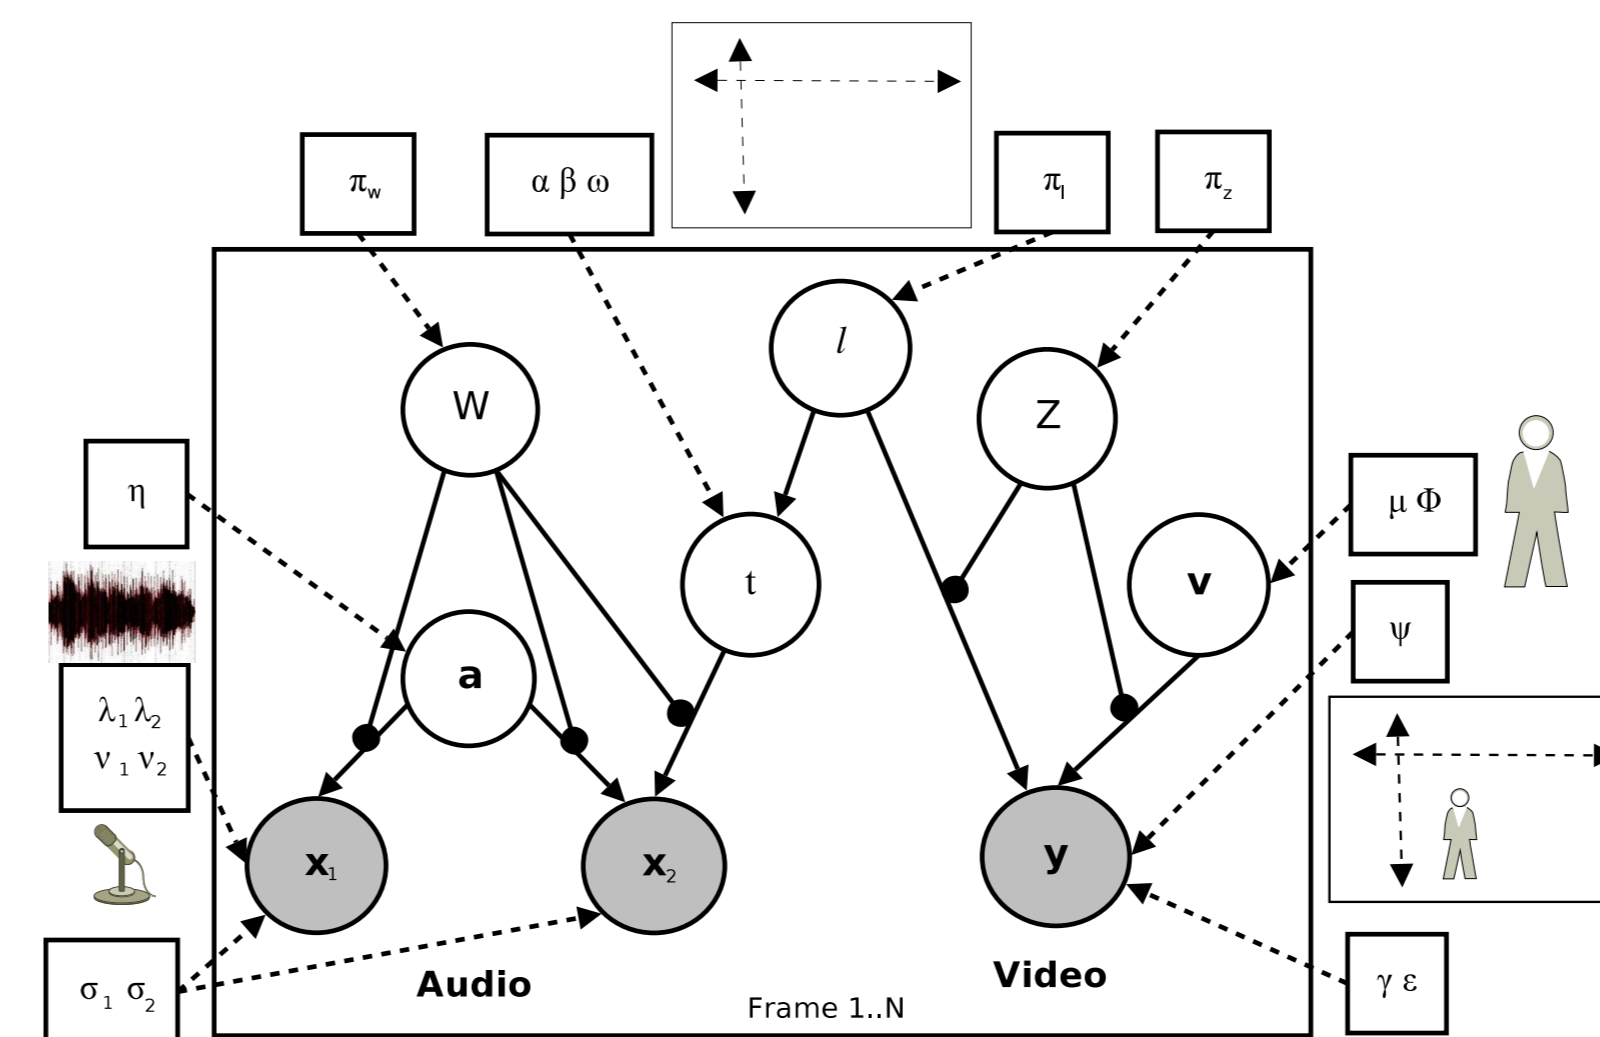 π_w
α β ω
π_l
π_z
l
W
Z
η
μ Φ
t
v
ψ
a
λ_1 λ_2
ν_1 ν_2
x_1
x_2
y
σ_1 σ_2
Audio
Video
γ ε
Frame 1..N